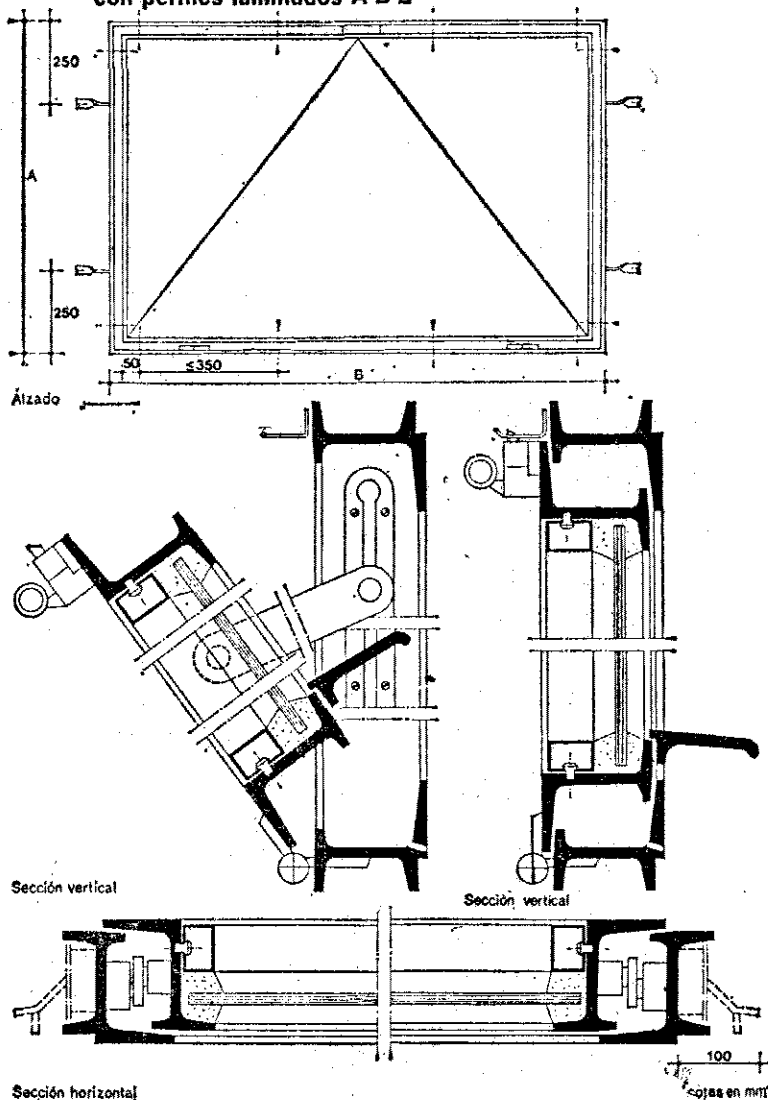 con perfiles laminados A-B-L
250
A
250
50
≤350
B
Alzado
Sección vertical
Sección vertical
100
Sección horizontal
cotas en mm